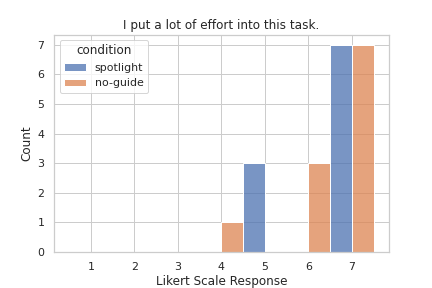 I put a lot of effort into this task.
condition
spotlight
no-guide
7
6
5
4
3
2
1
0
Count
1 2 3 4 5 6 7
Likert Scale Response